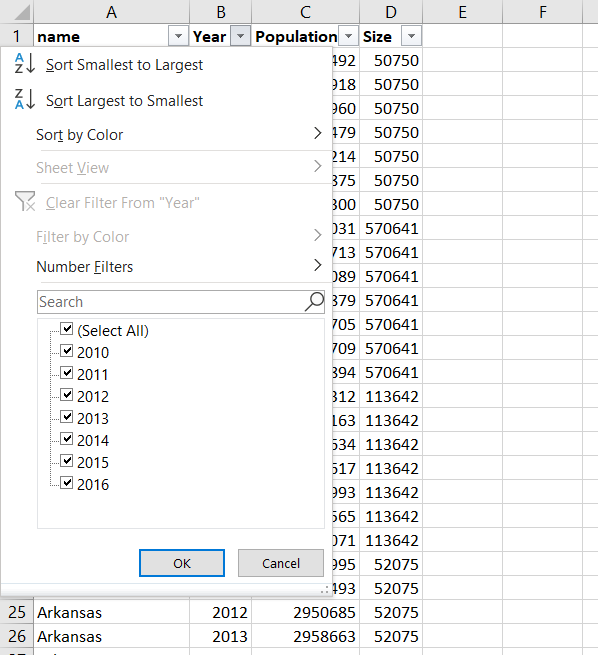 A B C D E F
1 name Year Population Size
Sort Smallest to Largest 492 50750
918 50750
Sort Largest to Smallest 960 50750
Sort by Color 479 50750
214 50750
Sheet View 375 50750
Clear Filter From "Year" 300 50750
031 570641
Filter by Color 713 570641
Number Filters 089 570641
Search 379 570641
(Select All) 705 570641
2010 709 570641
2011 394 570641
2012 312 113642
2013 163 113642
2014 534 113642
2015 517 113642
2016 993 113642
565 113642
071 113642
OK Cancel 995 52075
493 52075
25 Arkansas 2012 2950685 52075
26 Arkansas 2013 2958663 52075